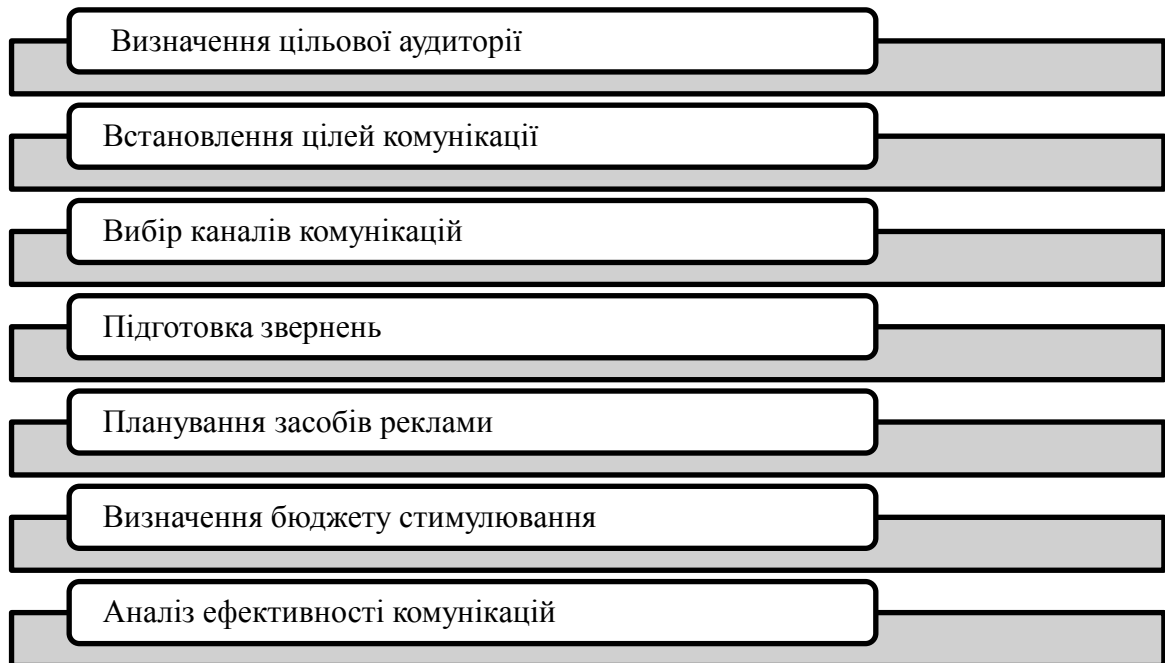 Визначення цільової аудиторії
Встановлення цілей комунікації
Вибір каналів комунікацій
Підготовка звернень
Планування засобів реклами
Визначення бюджету стимулювання
Аналіз ефективності комунікацій